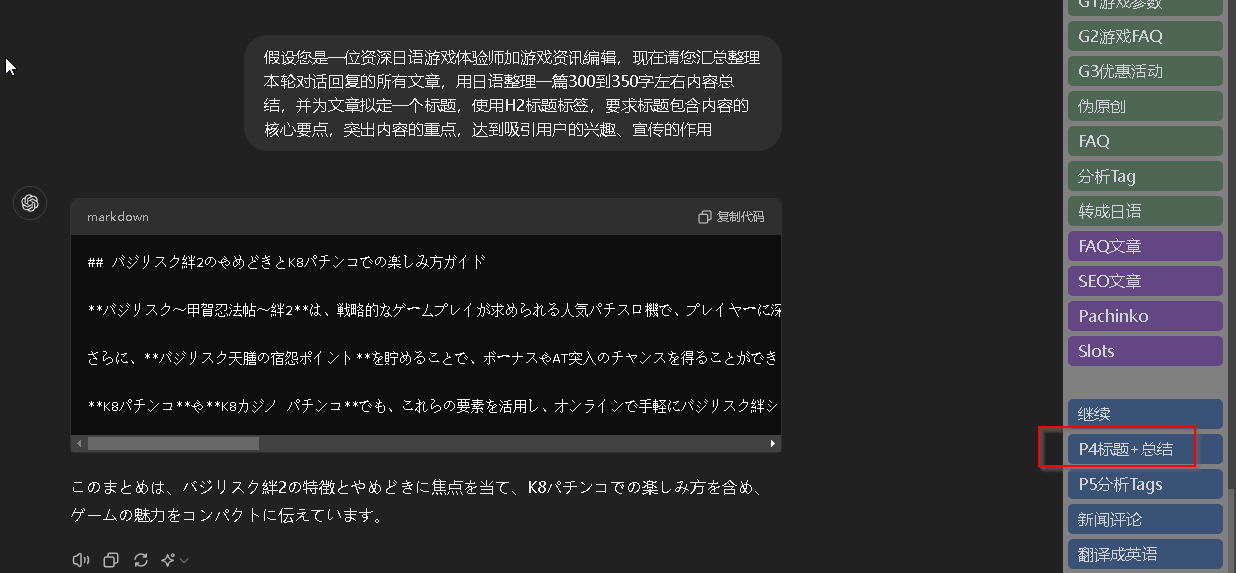 假设您是一位资深日语游戏体验师加游戏资讯编辑，现在请您汇总整理
本轮对话回复的所有文章，用日语整理一篇300到350字左右内容总
结，并为文章拟定一个标题，使用H2标题标签，要求标题包含内容的
核心要点，突出内容的重点，达到吸引用户的兴趣、宣传的作用
markdown
复制代码
## バジリスク絆2のやめどきとK8パチンコでの楽しみ方ガイド
**バジリスク～甲賀忍法帖～絆2**は、戦略的なゲームプレイが求められる人気パチスロ機で、プレイヤーに深
さらに、**バジリスク天膳の宿怨ポイント**を貯めることで、ボーナスやAT突入のチャンスを得ることができ
**K8パチンコ**や**K8カジノ パチンコ**でも、これらの要素を活用し、オンラインで手軽にバジリスク絆シ
このまとめは、バジリスク絆2の特徴とやめどきに焦点を当て、K8パチンコでの楽しみ方を含め、
ゲームの魅力をコンパクトに伝えています。
G1游戏参数
G2游戏FAQ
G3优惠活动
伪原创
FAQ
分析Tag
转成日语
FAQ文章
SEO文章
Pachinko
Slots
继续
P4标题+总结
P5分析Tags
新闻评论
翻译成英语